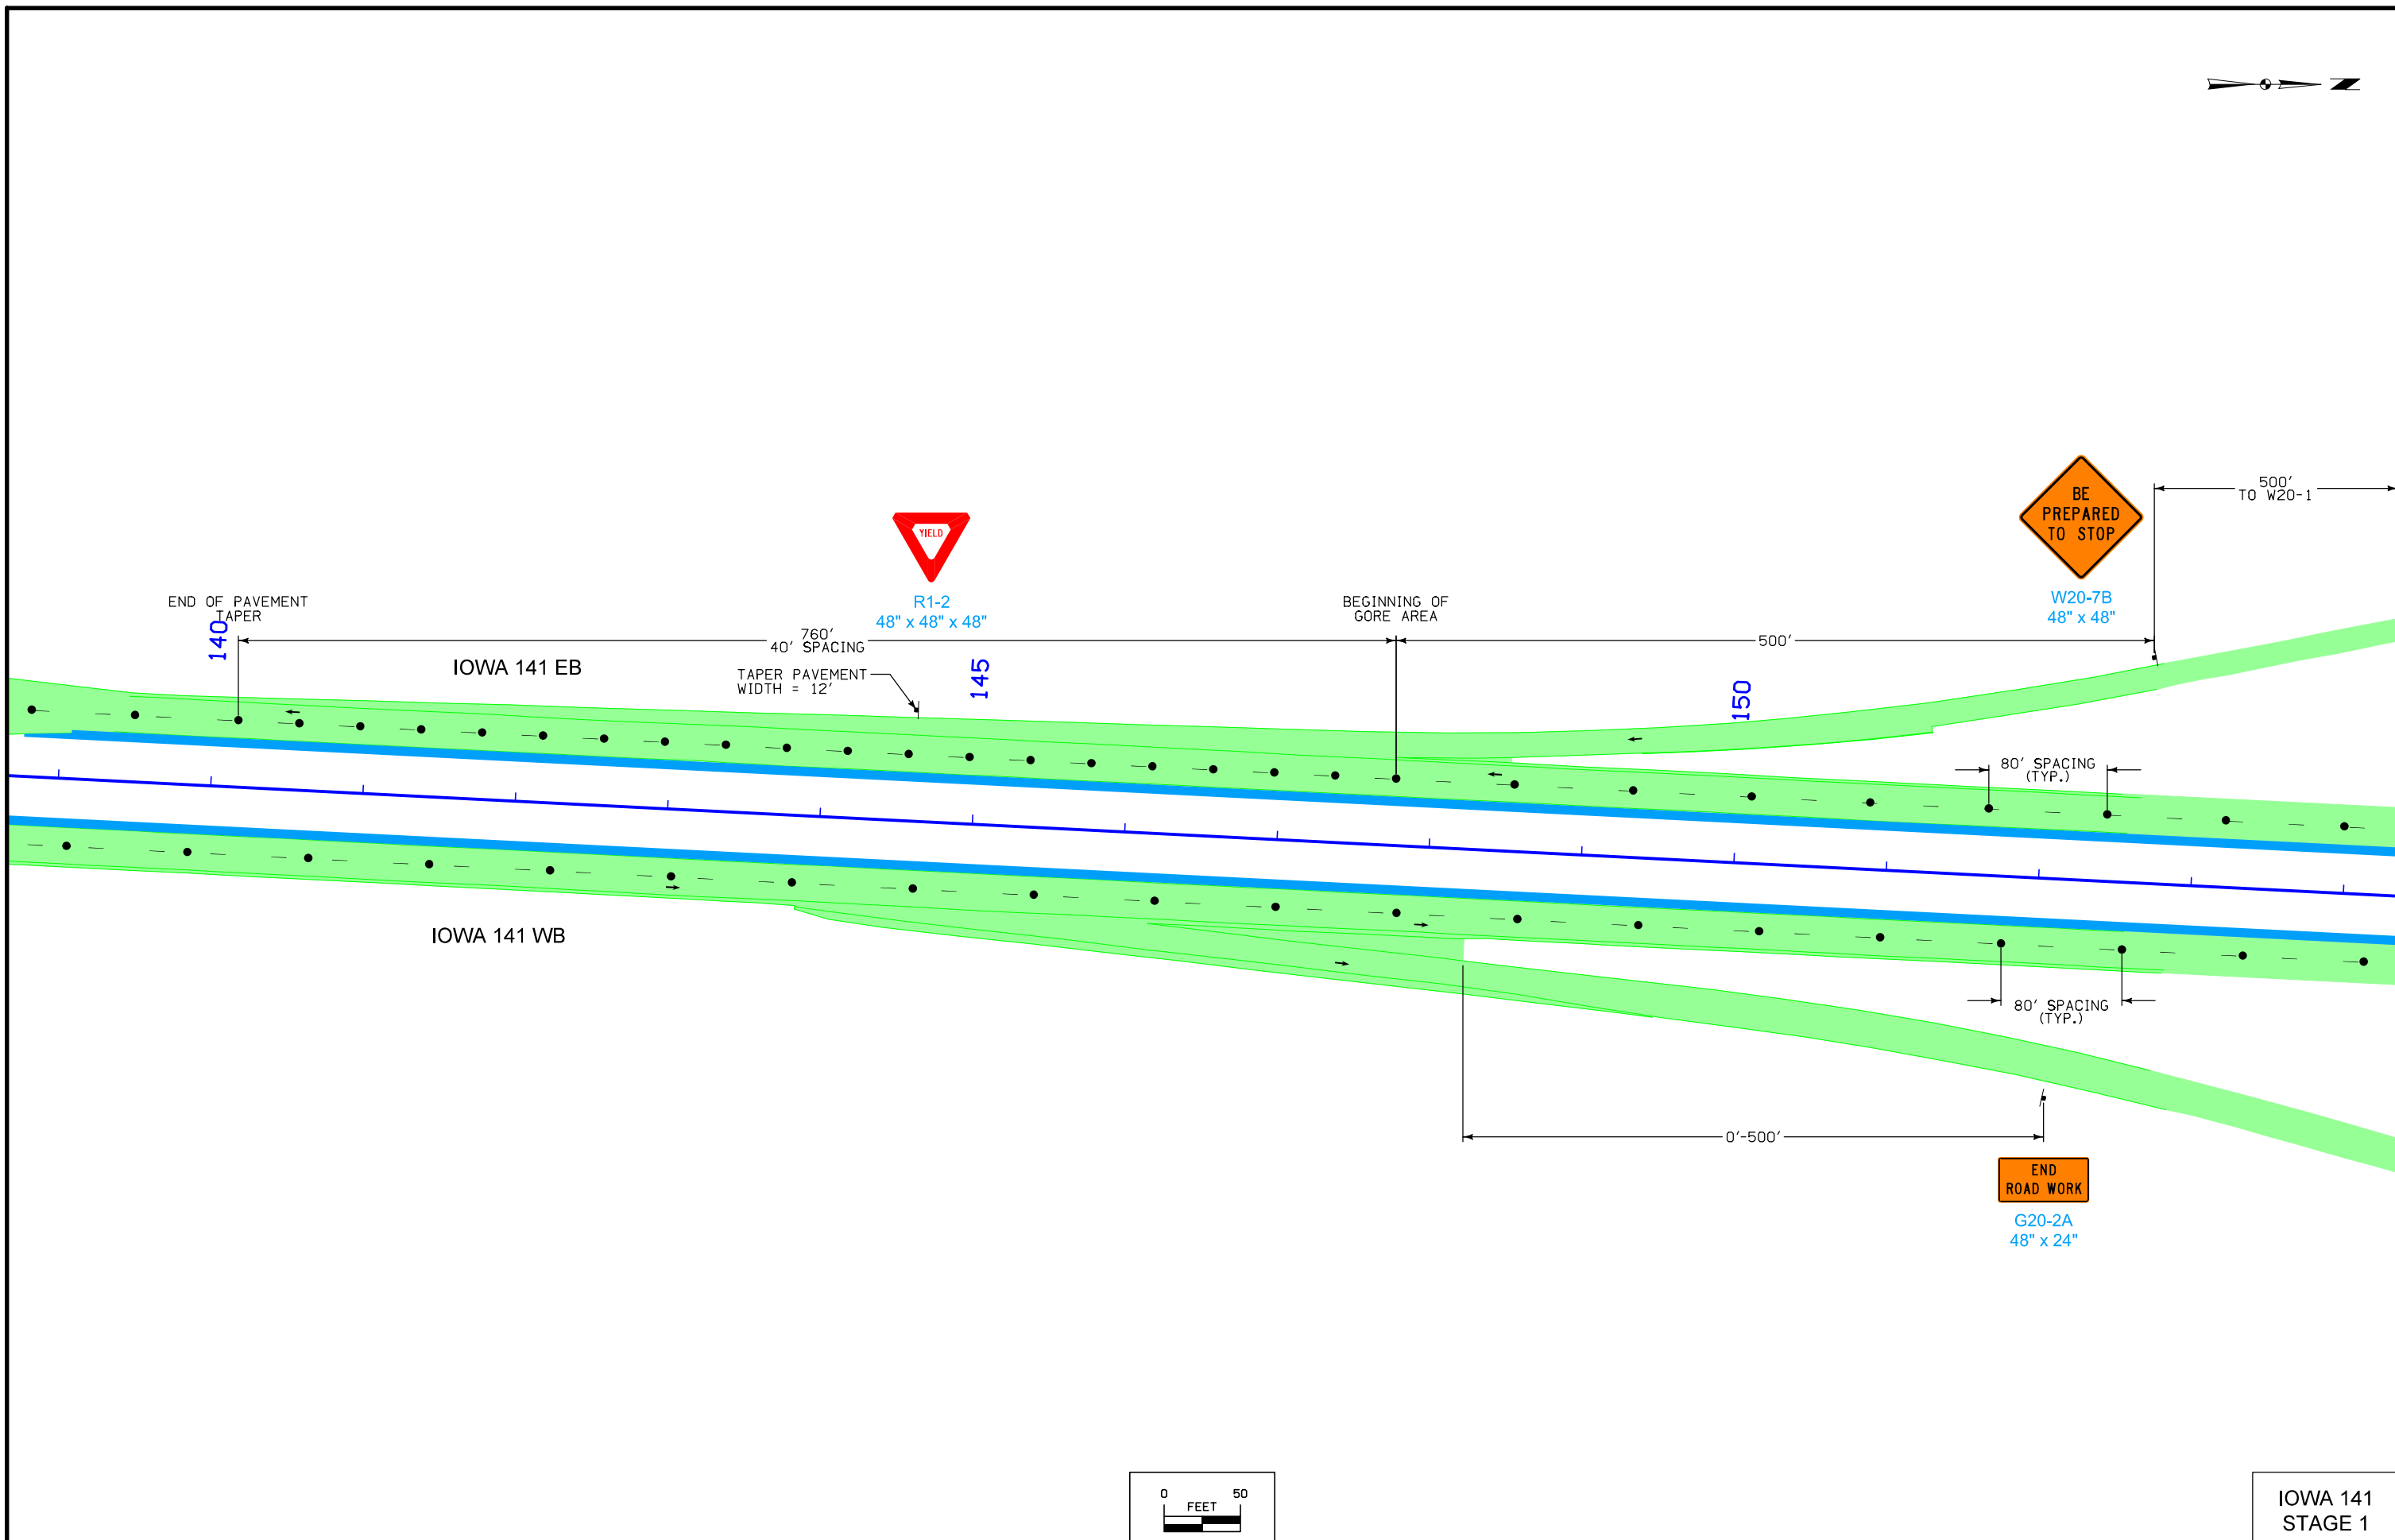 N
BE
PREPARED
TO STOP
W20-7B
48" x 48"
500'
TO W20-1
YIELD
R1-2
48" x 48" x 48"
END OF PAVEMENT
TAPER
140
760'
40' SPACING
BEGINNING OF
GORE AREA
500'
IOWA 141 EB
TAPER PAVEMENT
WIDTH = 12'
145
150
80' SPACING
(TYP.)
IOWA 141 WB
80' SPACING
(TYP.)
0'-500'
END
ROAD WORK
G20-2A
48" x 24"
0 50
FEET
IOWA 141
STAGE 1